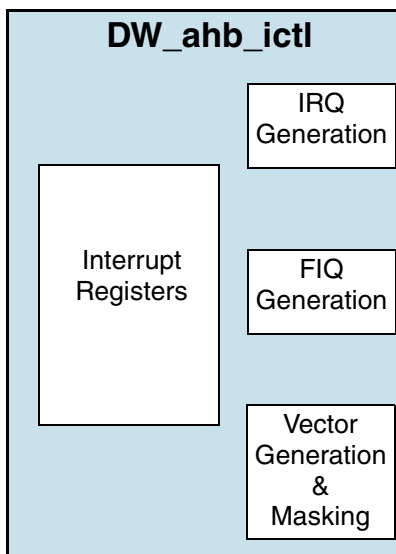 DW_ahb_ictl
IRQ
Generation
Interrupt
Registers
FIQ
Generation
Vector
Generation
&
Masking